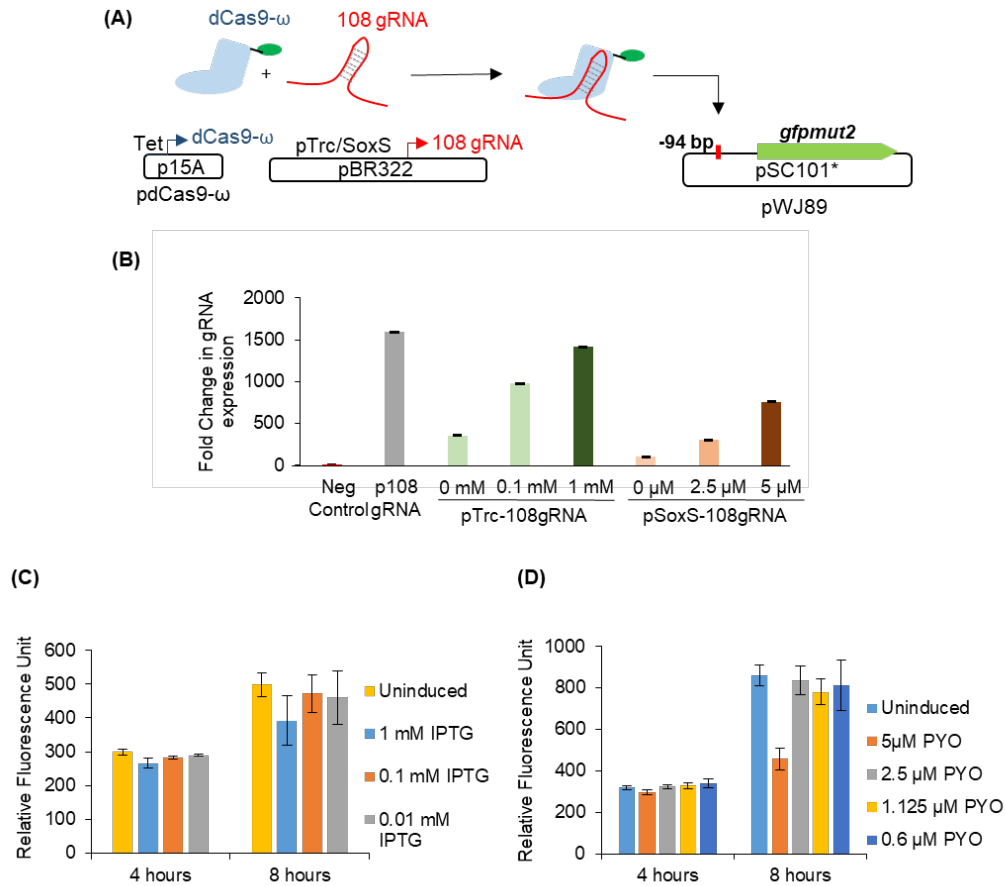 (A)
dCas9-ω
108 gRNA
+
Tet
dCas9-ω
p15A
pdCas9-ω
pTrc/SoxS
108 gRNA
pBR322
-94 bp
gfpmut2
pSC101*
pWJ89
(B)
Fold Change in gRNA
expression
2000
1500
1000
500
0
Neg
Control
p108
gRNA
0 mM
0.1 mM
1 mM
0 µM
2.5 µM
5 µM
pTrc-108gRNA
pSoxS-108gRNA
(C)
Relative Fluorescence Unit
600
500
400
300
200
100
0
4 hours
8 hours
Uninduced
1 mM IPTG
0.1 mM IPTG
0.01 mM
IPTG
(D)
Relative Fluorescence Unit
1000
800
600
400
200
0
4 hours
8 hours
Uninduced
5µM PYO
2.5 µM PYO
1.125 µM PYO
0.6 µM PYO